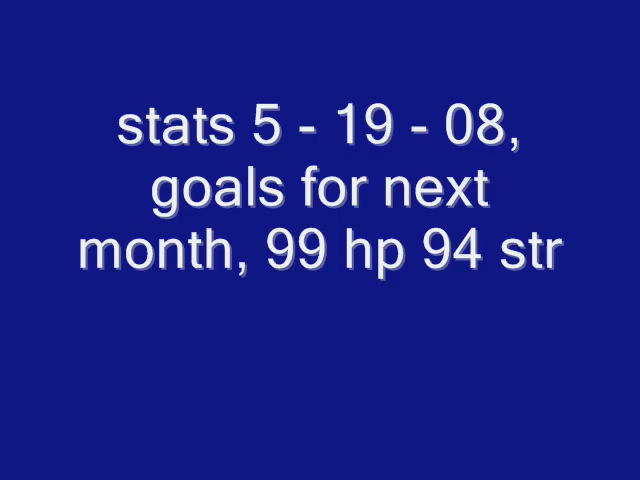 stats 5 - 19 - 08,
goals for next
month, 99 hp 94 str